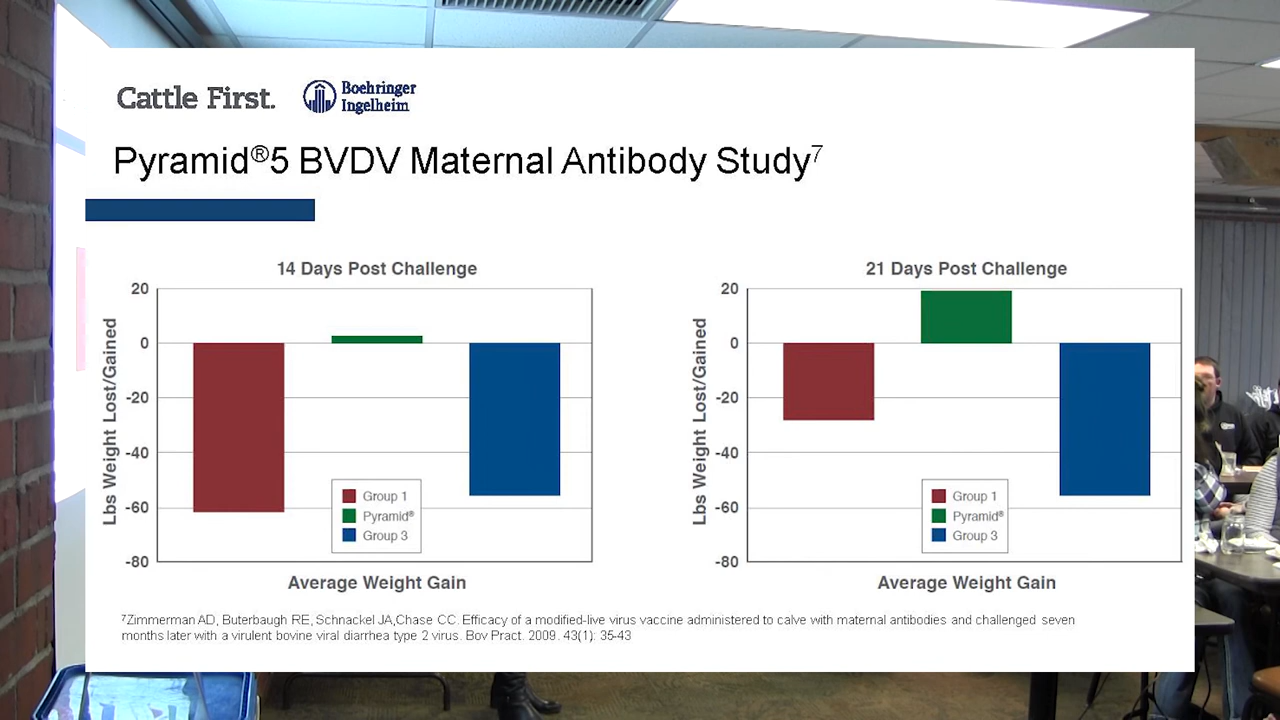 Cattle First.
Boehringer
Ingelheim
Pyramid®5 BVDV Maternal Antibody Study7
14 Days Post Challenge
20
0
-20
-40
-60
-80
Lbs Weight Lost/Gained
Group 1
Pyramid®
Group 3
Average Weight Gain
21 Days Post Challenge
20
0
-20
-40
-60
-80
Lbs Weight Lost/Gained
Group 1
Pyramid®
Group 3
Average Weight Gain
7Zimmerman AD, Buterbaugh RE, Schnackel JA,Chase CC. Efficacy of a modified-live virus vaccine administered to calve with maternal antibodies and challenged seven
months later with a virulent bovine viral diarrhea type 2 virus. Bov Pract. 2009. 43(1): 35-43